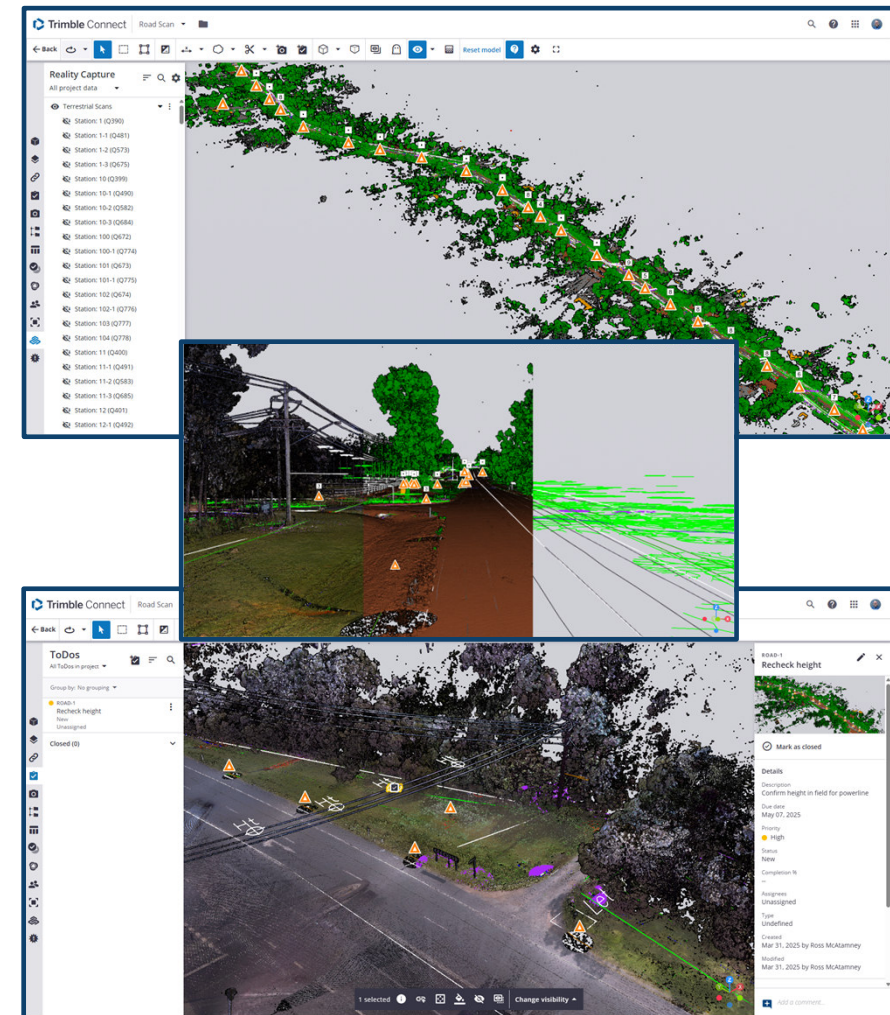 Trimble Connect Road Scan
Back Reset model
Reality Capture
All project data
Terrestrial Scans
Station: 1 (Q390)
Station: 1-1 (Q481)
Station: 1-2 (Q573)
Station: 1-3 (Q675)
Station: 10 (Q399)
Station: 10-1 (Q490)
Station: 10-2 (Q582)
Station: 10-3 (Q684)
Station: 100 (Q672)
Station: 100-1 (Q774)
Station: 101 (Q673)
Station: 101-1 (Q775)
Station: 102 (Q674)
Station: 102-1 (Q776)
Station: 103 (Q777)
Station: 104 (Q778)
Station: 11 (Q400)
Station: 11-1 (Q491)
Station: 11-2 (Q583)
Station: 11-3 (Q685)
Station: 12 (Q401)
Station: 12-1 (Q492)
Trimble Connect Road Scan
Back
ToDos
All ToDos in project
Group by: No grouping
ROAD-1
Recheck height
New
Unassigned
Closed (0)
1 selected Change visibility
ROAD-1
Recheck height
Mark as closed
Details
Description
Confirm height in field for powerline
Due date
May 07, 2025
Priority
High
Status
New
Completion %
--
Assignees
Unassigned
Type
Undefined
Created
Mar 31, 2025 by Ross McAtamney
Modified
Mar 31, 2025 by Ross McAtamney
Add a comment...